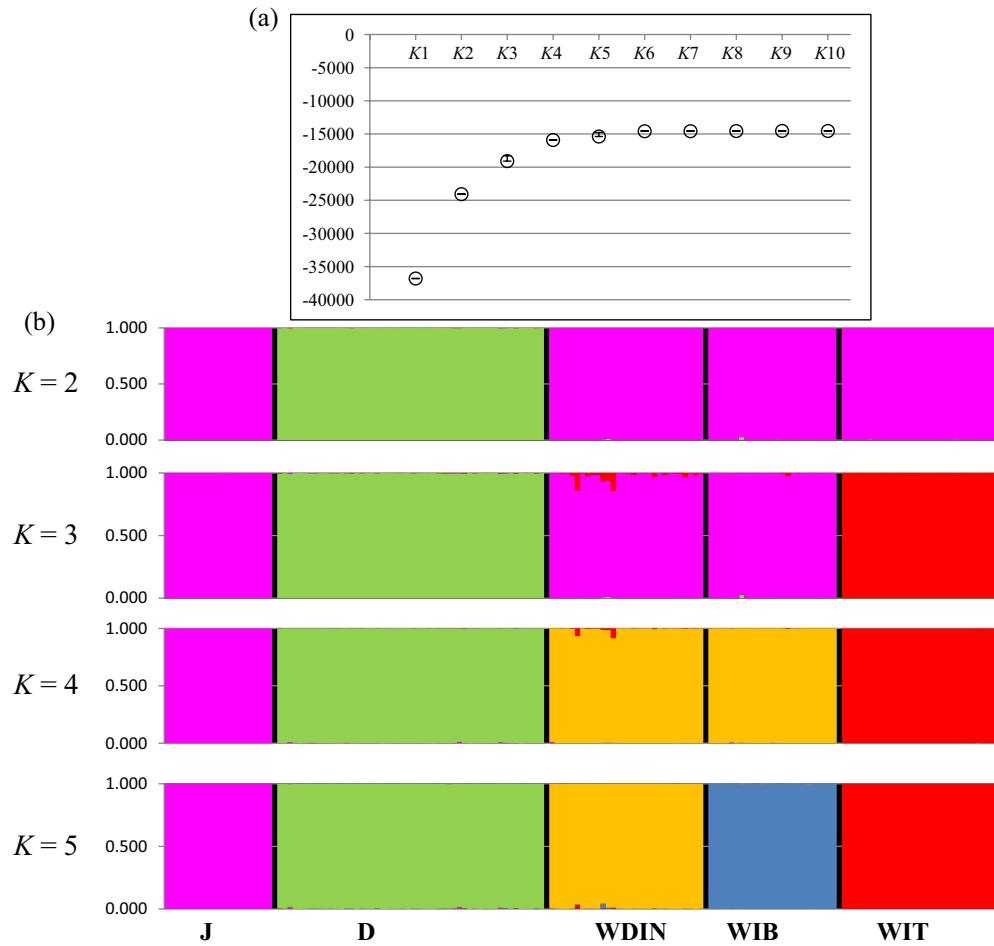 (a)
0
K1 K2 K3 K4 K5 K6 K7 K8 K9 K10
-5000
-10000
-15000
-20000
-25000
-30000
-35000
-40000
(b)
1.000
K = 2
0.500
0.000
1.000
K = 3
0.500
0.000
1.000
K = 4
0.500
0.000
1.000
K = 5
0.500
0.000
J D WDIN WIB WIT